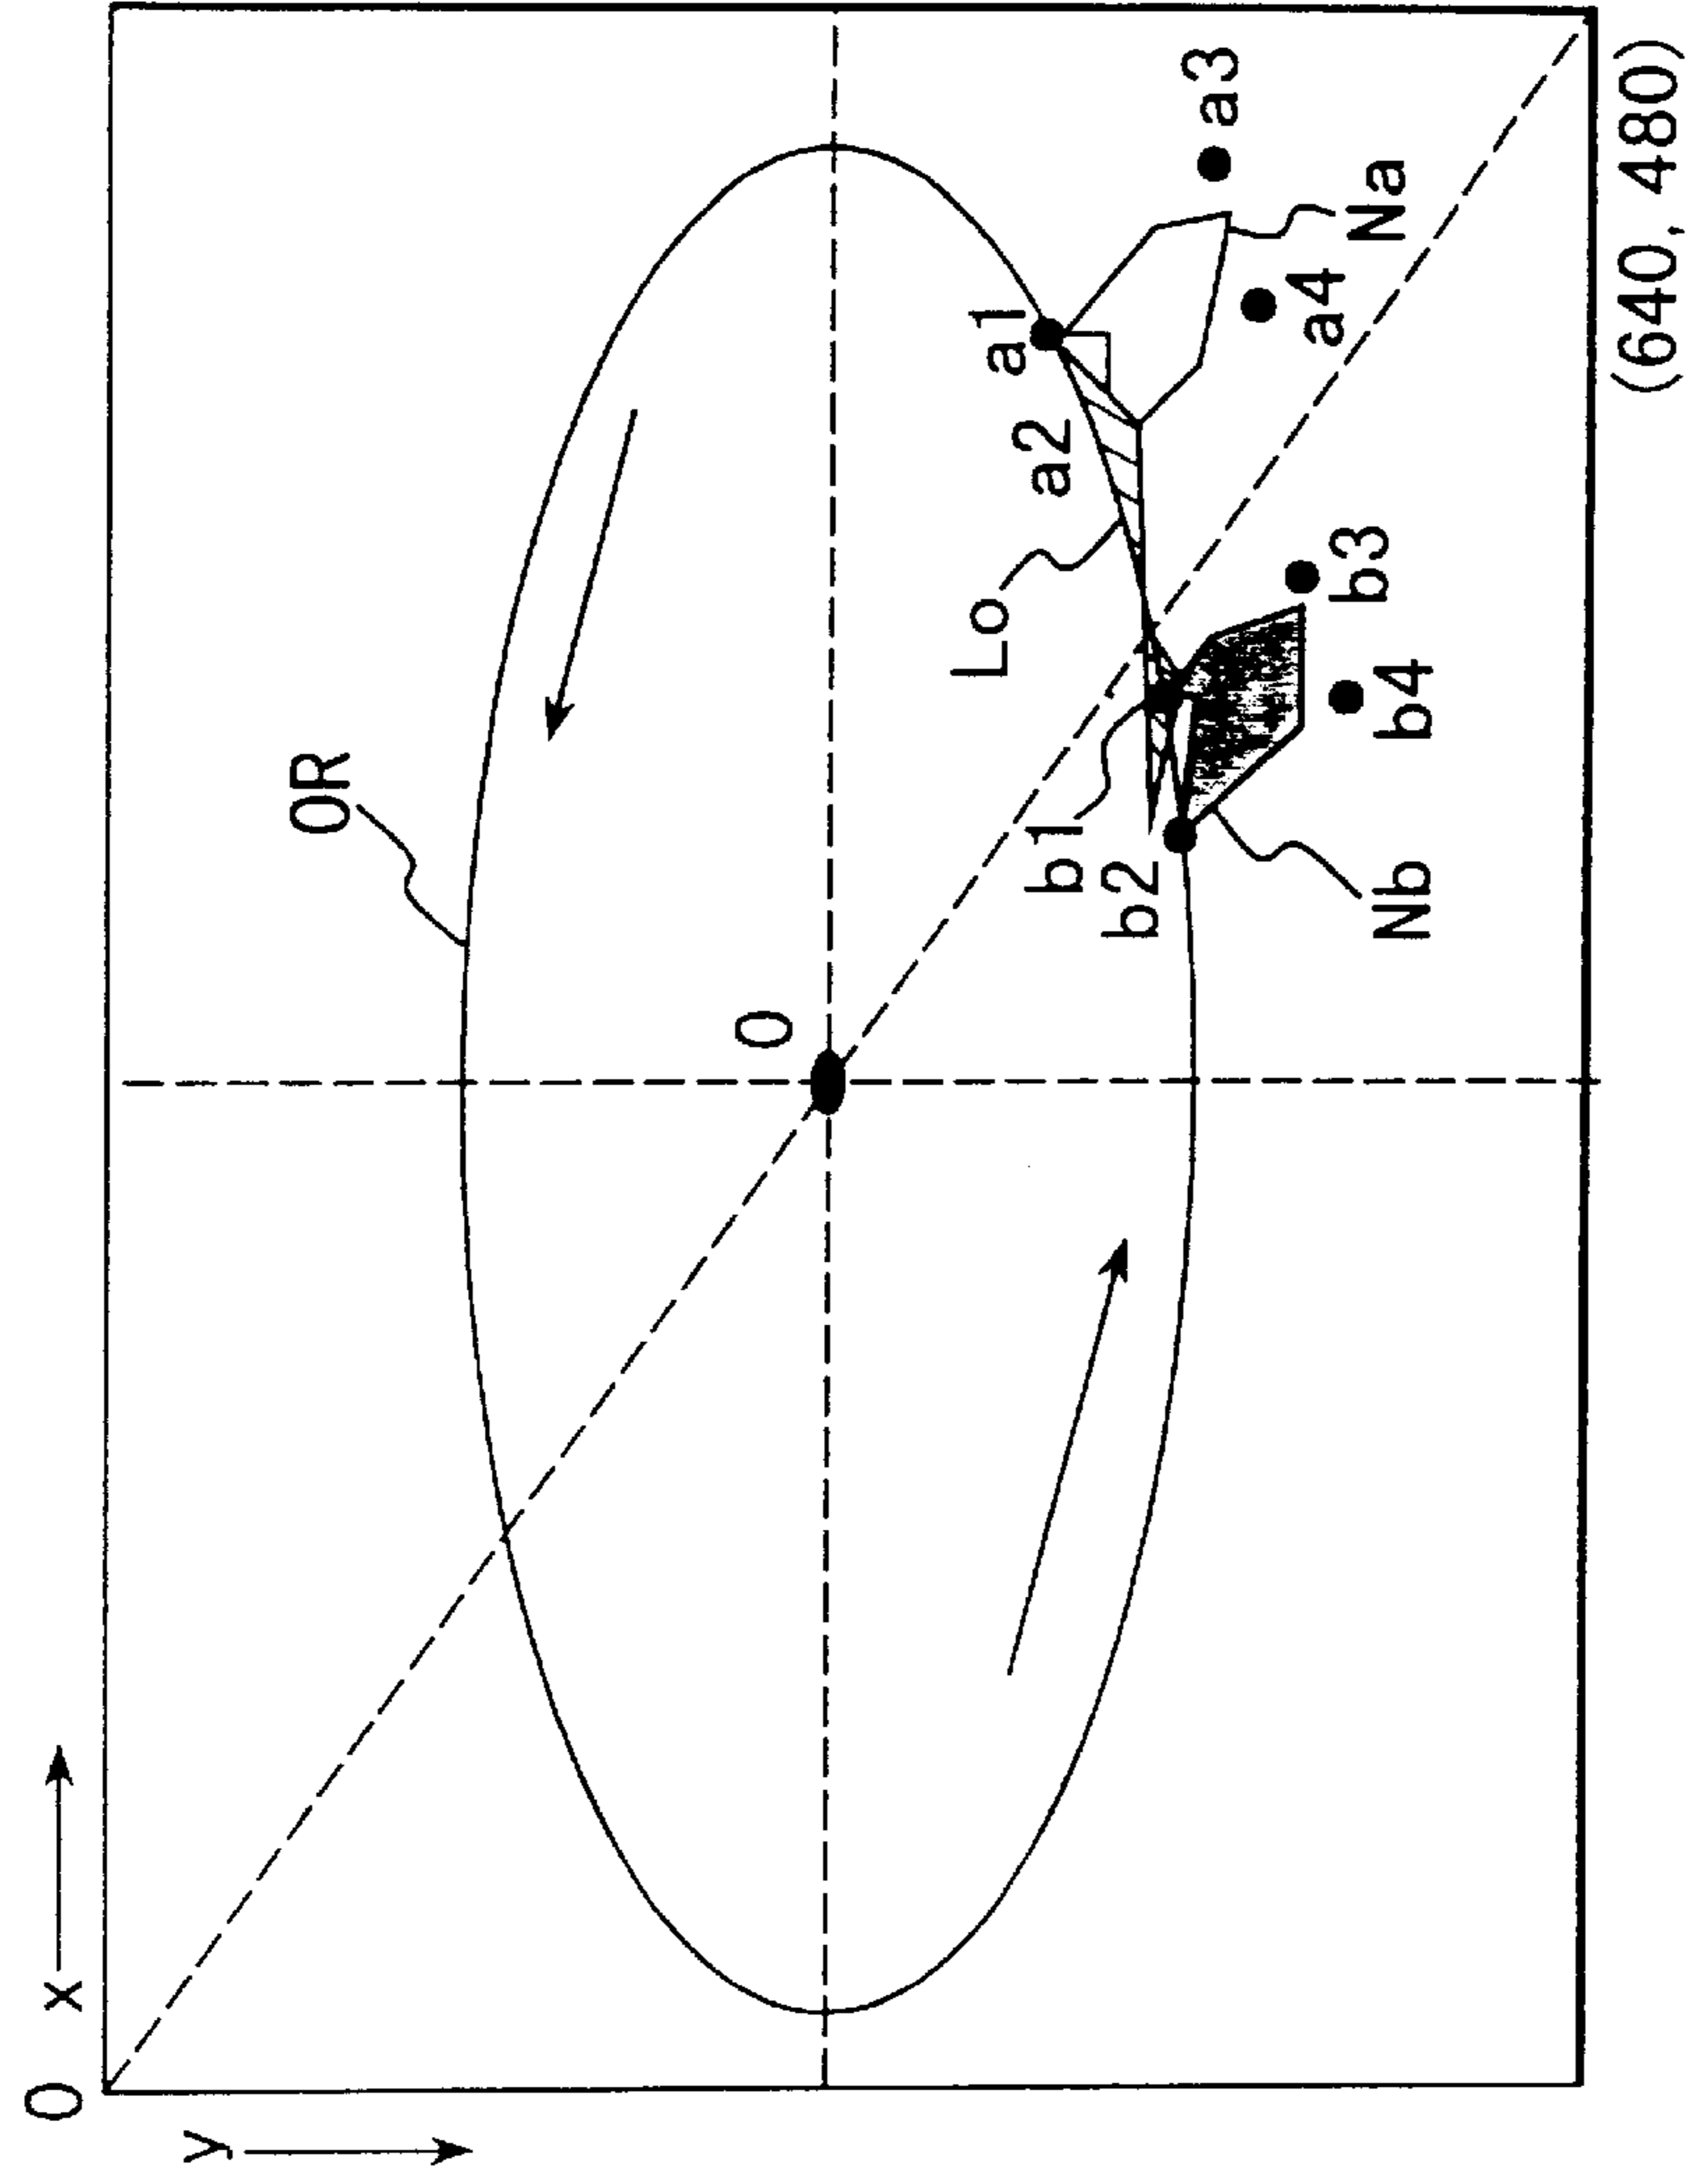 0
x
y
OR
O
a1
a2
a3
a4
Na
Lo
b1
b2
b3
b4
Nb
(640, 480)